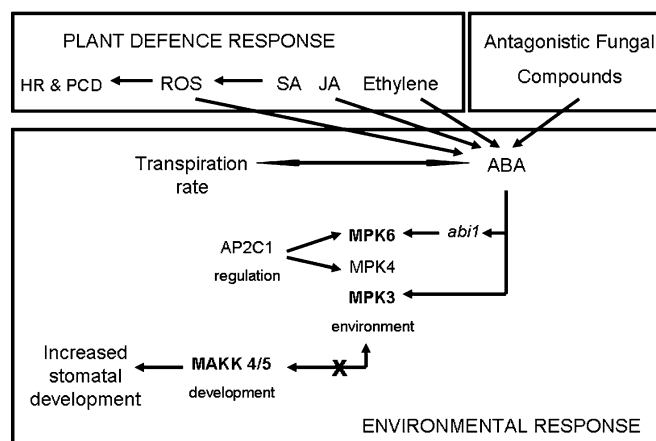 PLANT DEFENCE RESPONSE
HR & PCD ROS SA JA Ethylene
Antagonistic Fungal
Compounds
Transpiration
rate
ABA
MPK6 abi1
AP2C1
regulation
MPK4
MPK3
environment
Increased
stomatal
development
MAKK 4/5
development
X
ENVIRONMENTAL RESPONSE